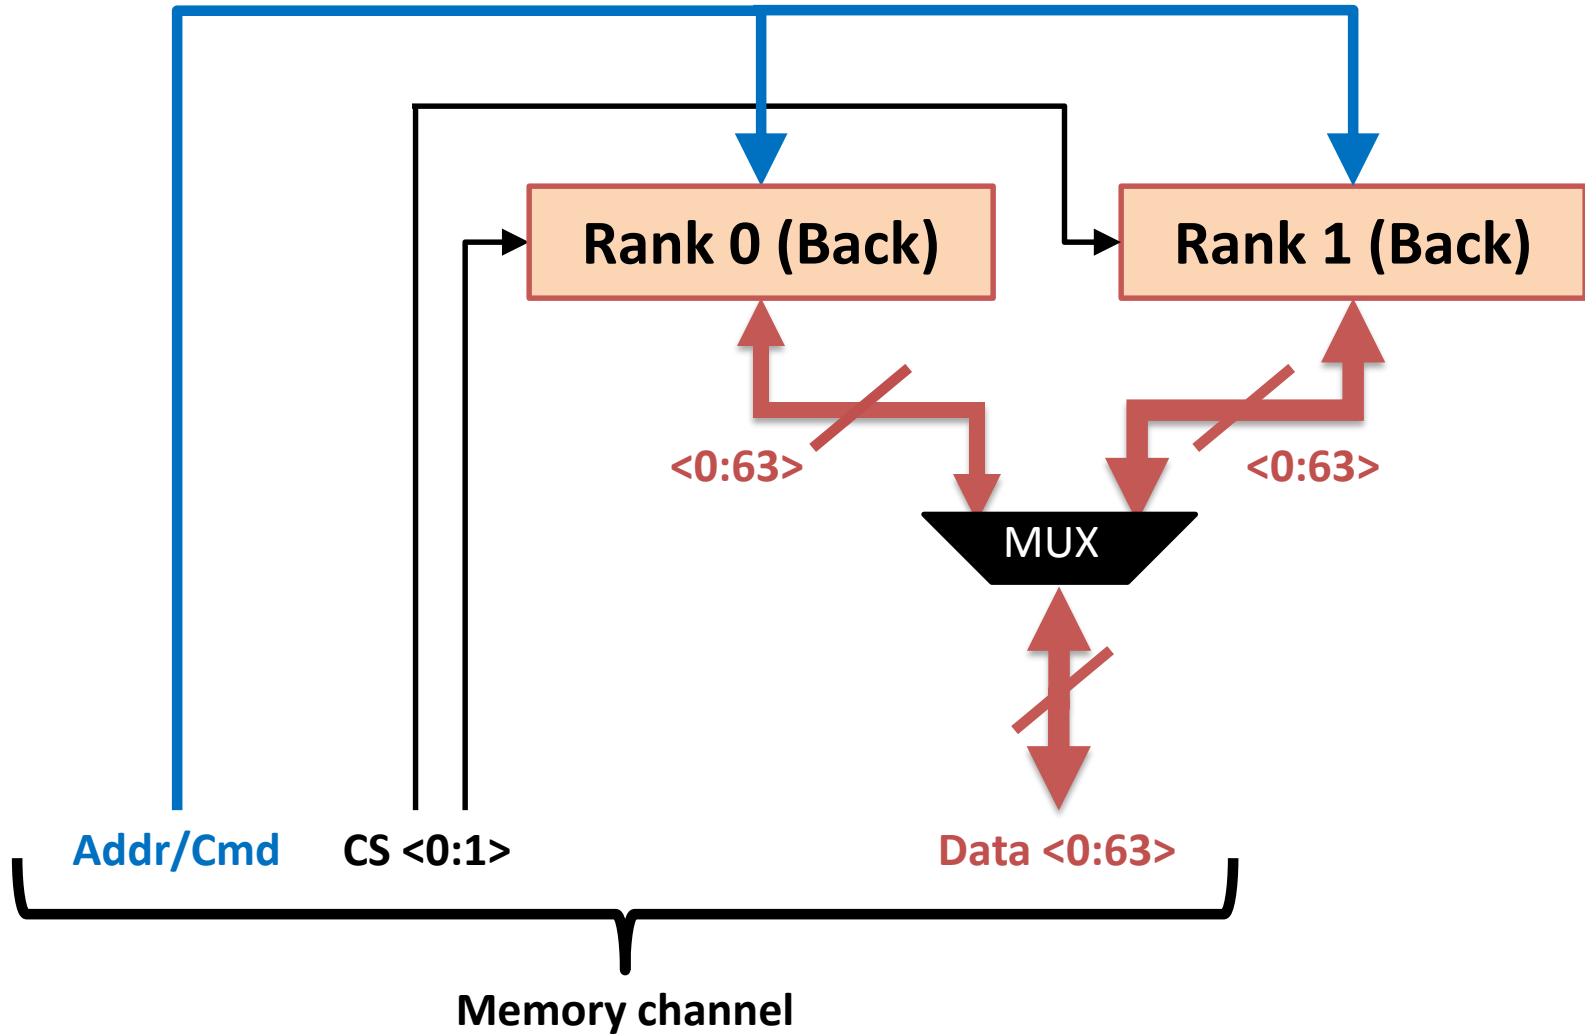 Rank 0 (Back)
Rank 1 (Back)
<0:63>
<0:63>
MUX
Addr/Cmd
CS <0:1>
Data <0:63>
Memory channel